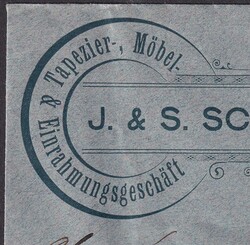 Tapezier-, Möbel-
& Einrahmungsgeschäft
J. & S. SC